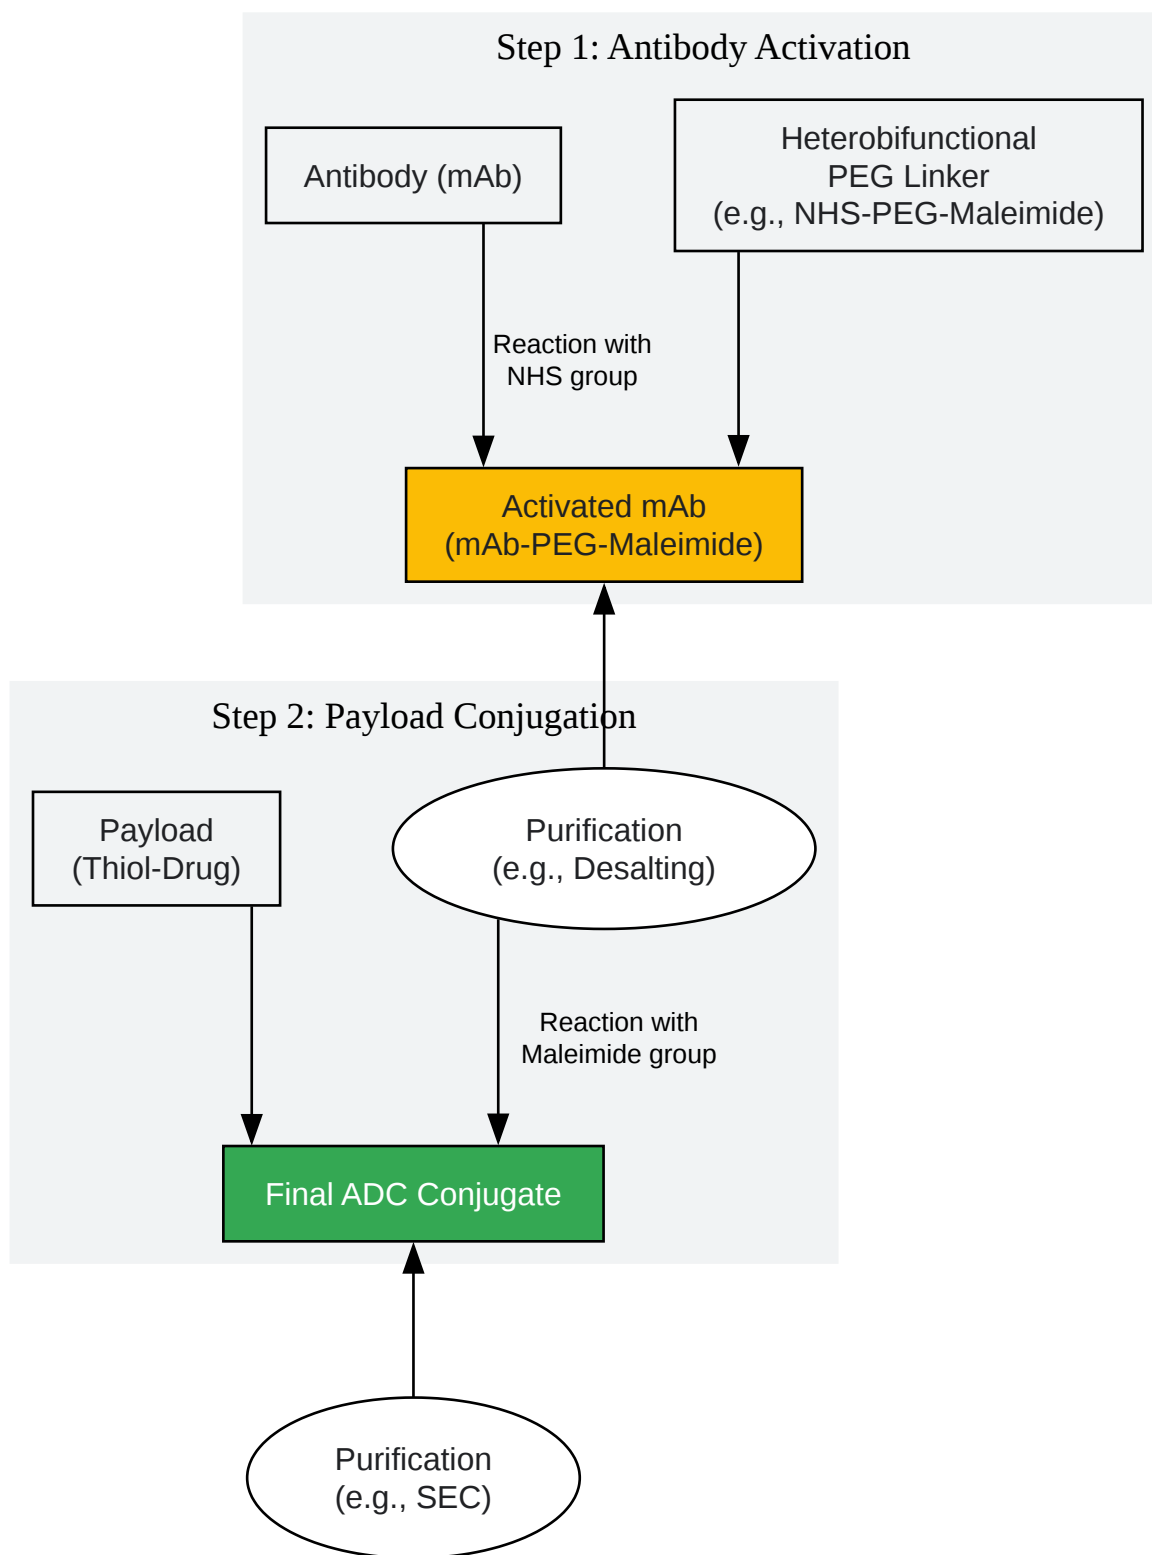 Step 1: Antibody Activation
Antibody (mAb)
Heterobifunctional
PEG Linker
(e.g., NHS-PEG-Maleimide)
Reaction with
NHS group
Activated mAb
(mAb-PEG-Maleimide)
Step 2: Payload Conjugation
Payload
(Thiol-Drug)
Purification
(e.g., Desalting)
Reaction with
Maleimide group
Final ADC Conjugate
Purification
(e.g., SEC)